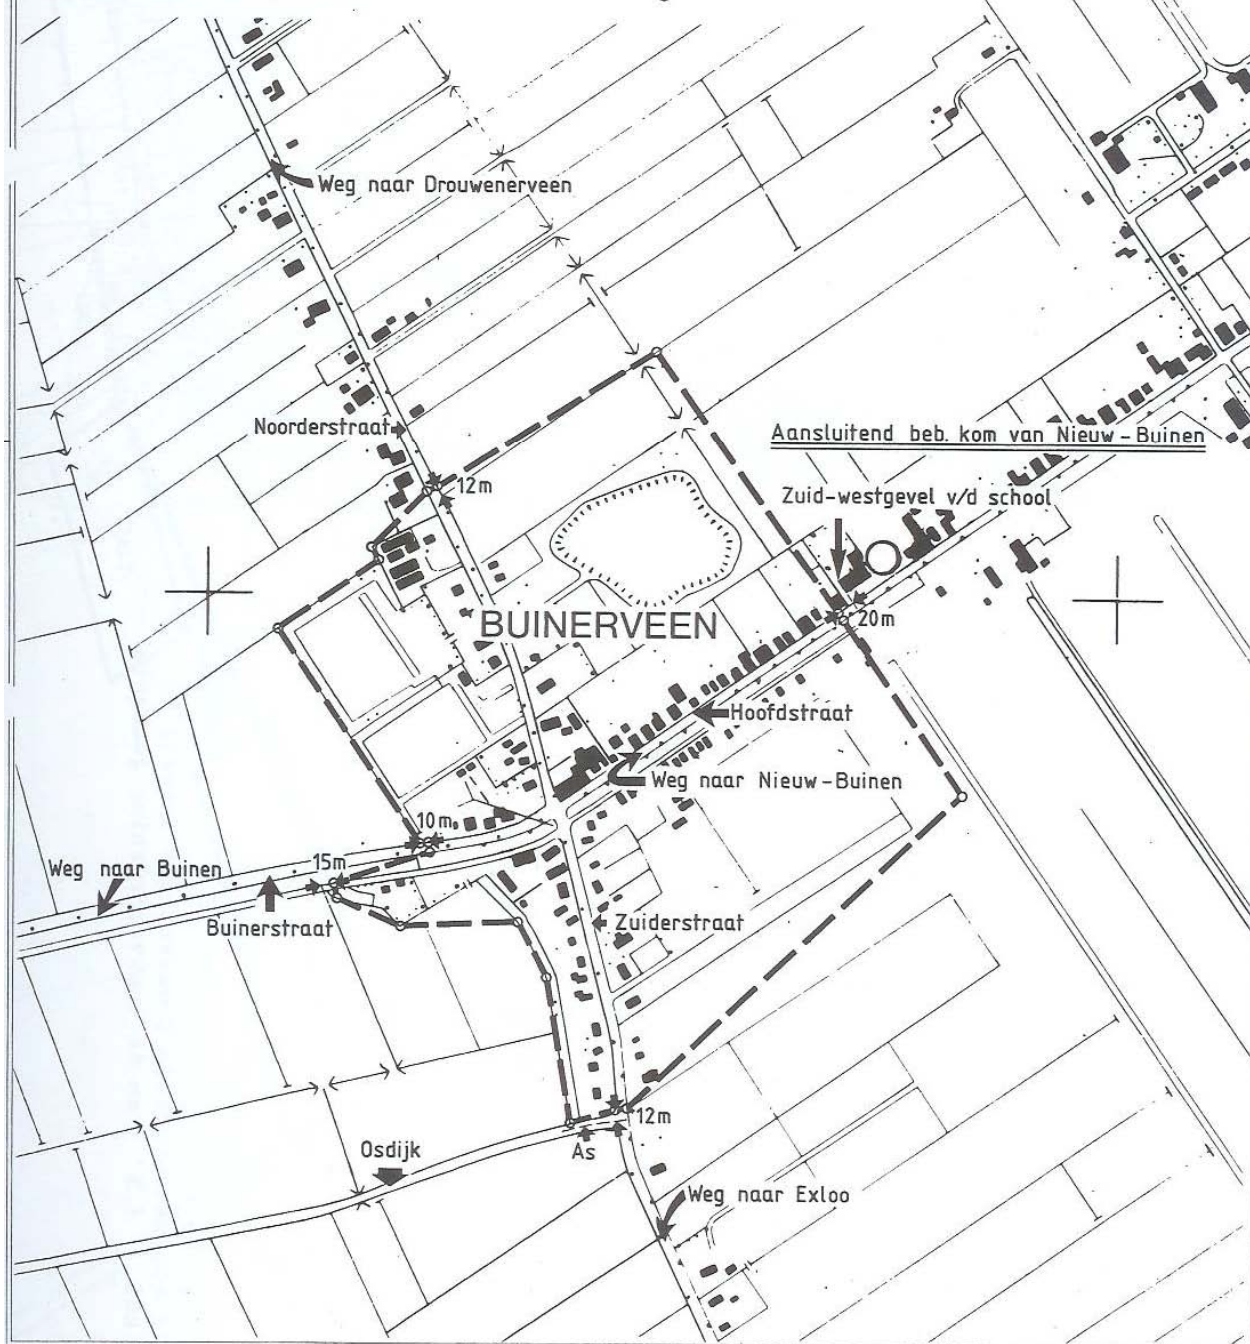 Weg naar Drouwenerveen
Noorderstraat
Aansluitend beb. kom van Nieuw-Buinen
12m
Zuid-westgevel v/d school
BUINERVEEN
20m
Hoofdstraat
Weg naar Nieuw-Buinen
10m
15m
Weg naar Buinen
Buinerstraat
Zuiderstraat
12m
As
Osdijk
Weg naar Exloo